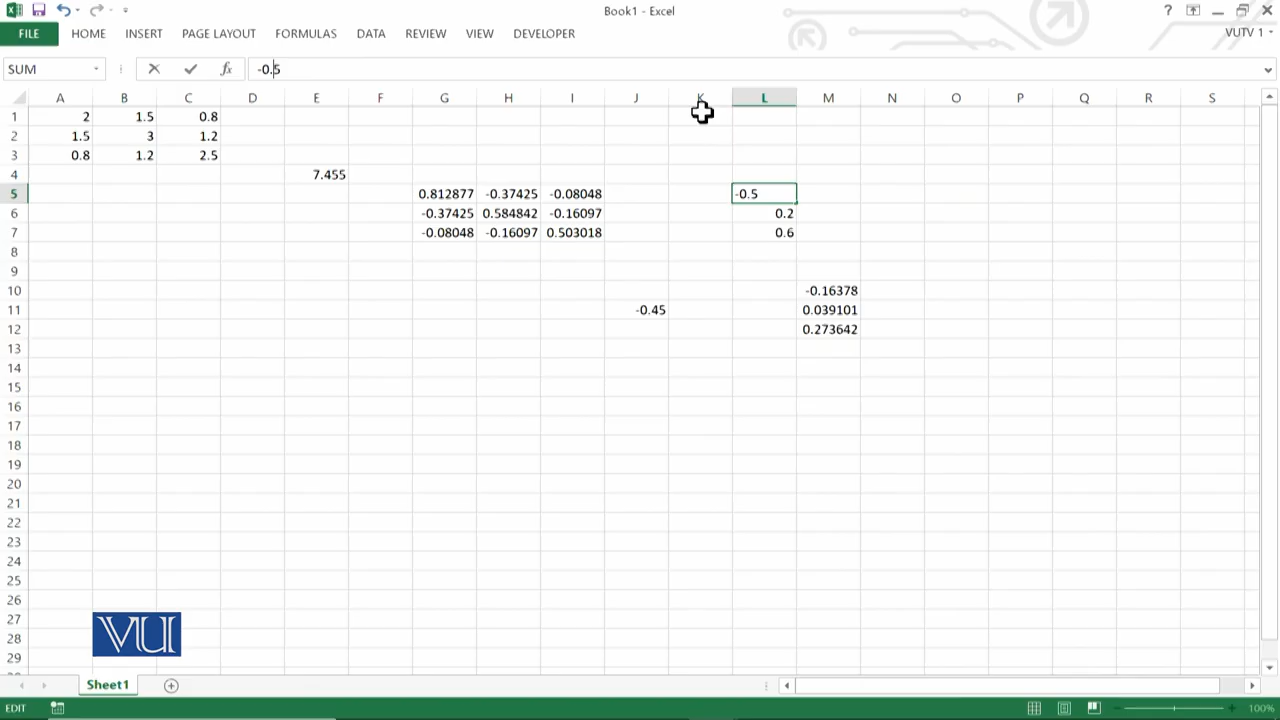 Book1 - Excel
?
FILE HOME INSERT PAGE LAYOUT FORMULAS DATA REVIEW VIEW DEVELOPER VUTV 1
SUM fx -0.5
A B C D E F G H I J K L M N O P Q R S
1 2 1.5 0.8
2 1.5 3 1.2
3 0.8 1.2 2.5
4 7.455
5 0.812877 -0.37425 -0.08048 -0.5
6 -0.37425 0.584842 -0.16097 0.2
7 -0.08048 -0.16097 0.503018 0.6
8
9
10 -0.16378
11 -0.45 0.039101
12 0.273642
13
14
15
16
17
18
19
20
21
22
23
24
25
26
27
28
29
VU
Sheet1
EDIT 100%